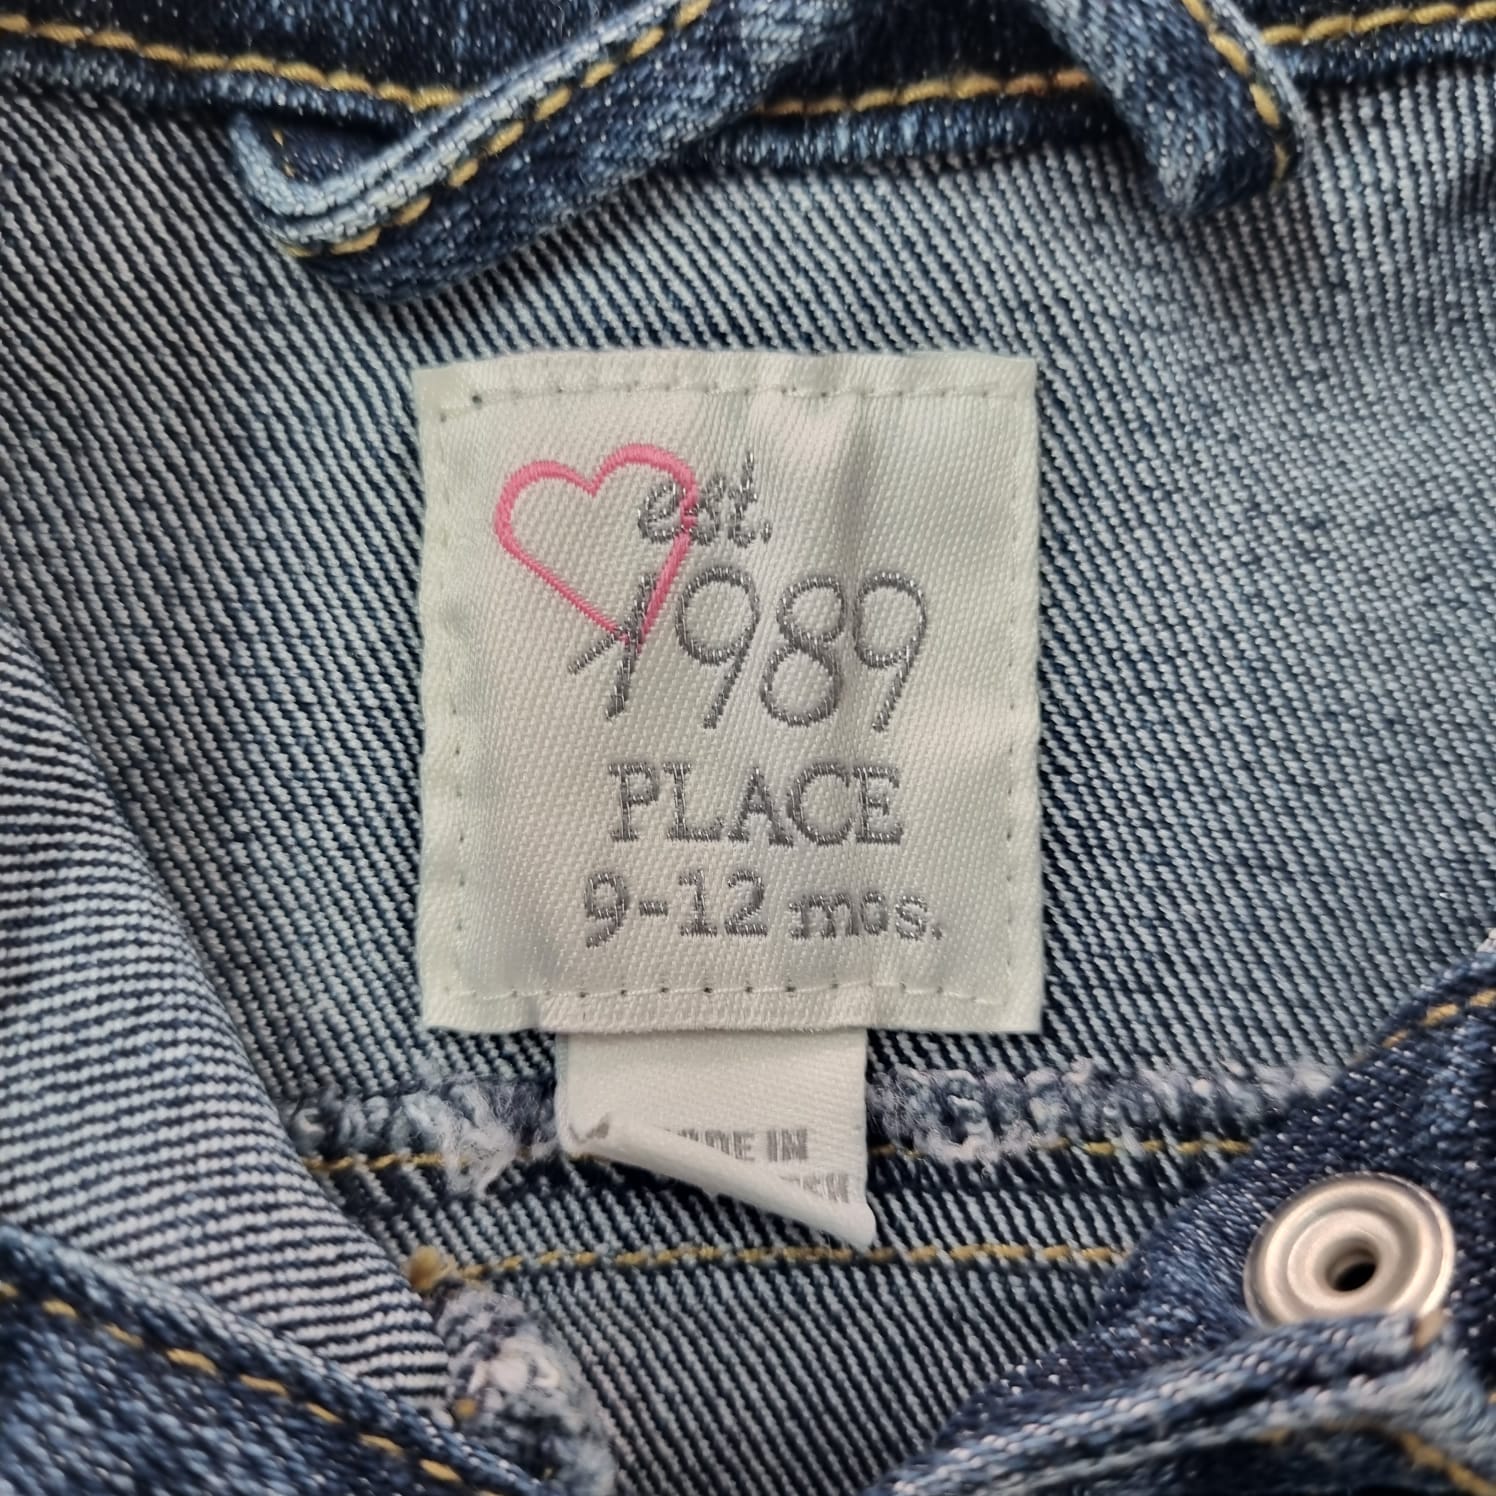 est.
1989
PLACE
9-12 mos.
MADE IN